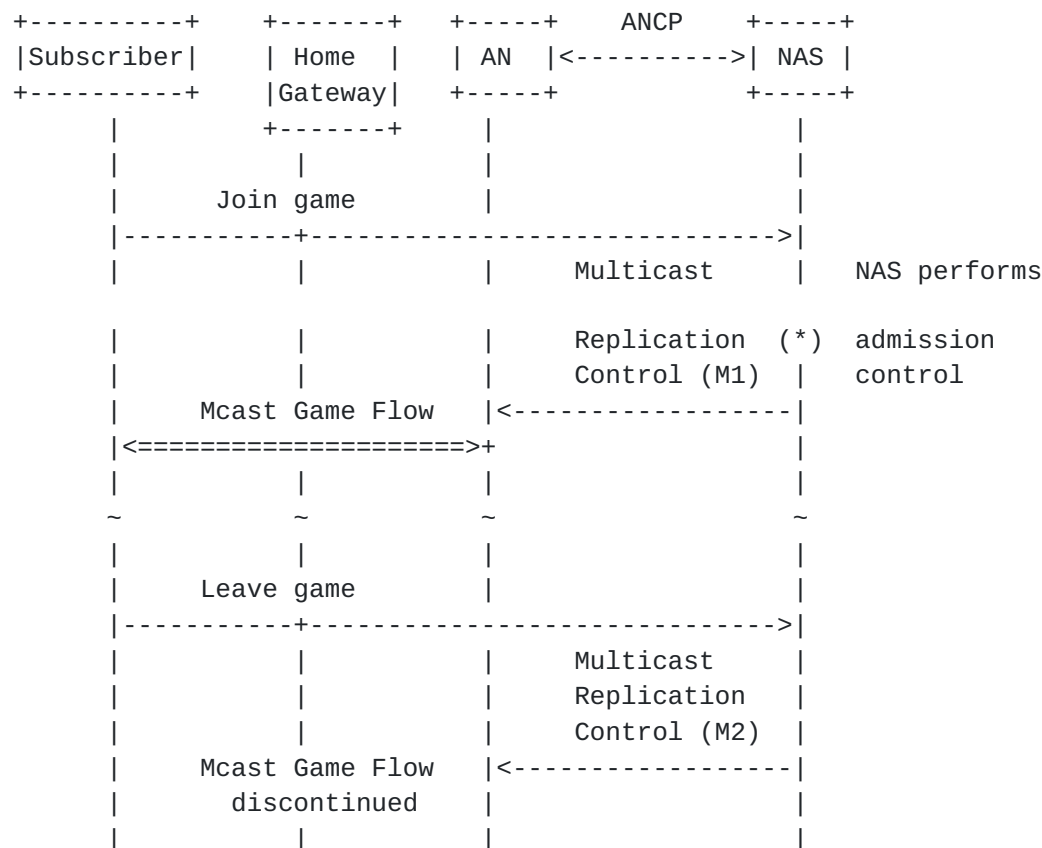 ANCP
Subscriber Home AN NAS
Gateway
Join game
Multicast NAS performs
Replication (*) admission
Control (M1) control
Mcast Game Flow
Leave game
Multicast
Replication
Control (M2)
Mcast Game Flow
discontinued